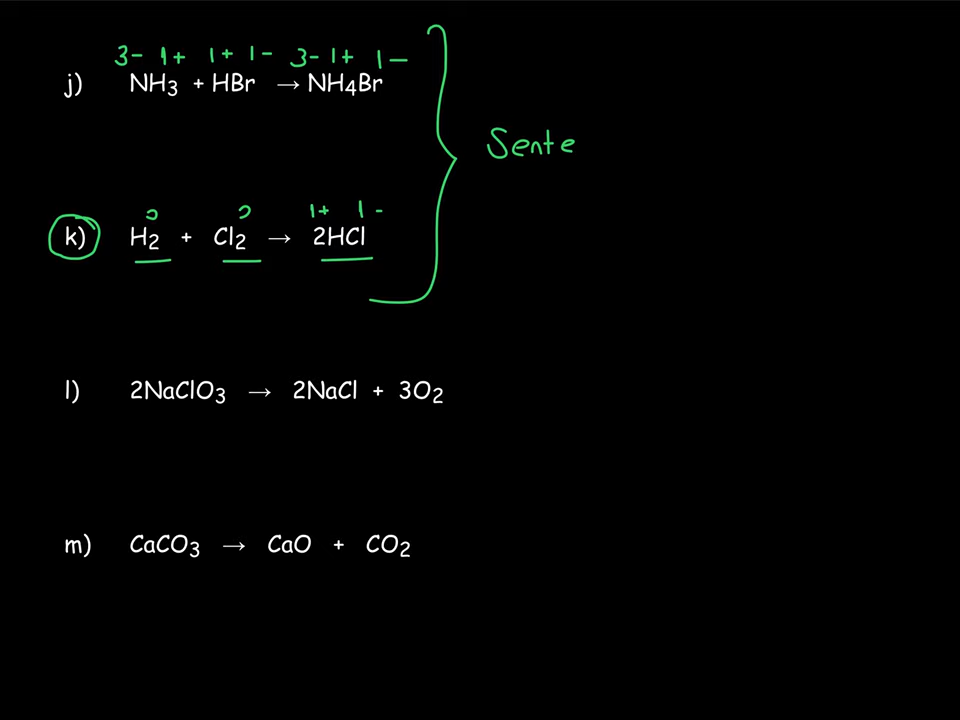 3- 1+ 1+ 1- 3- 1+ 1-
j) NH3 + HBr → NH4Br
Sente
0 0 1+ 1-
k) H2 + Cl2 → 2HCl
l) 2NaClO3 → 2NaCl + 3O2
m) CaCO3 → CaO + CO2